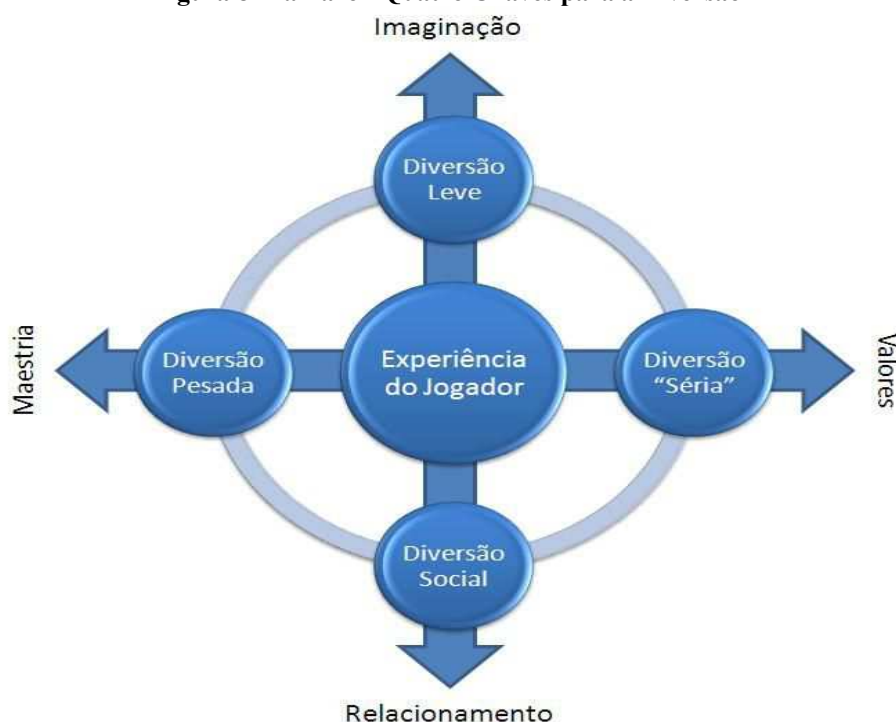 Imaginação
Diversão
Leve
Maestria
Diversão
Pesada
Experiência
do Jogador
Diversão
“Séria”
Valores
Diversão
Social
Relacionamento